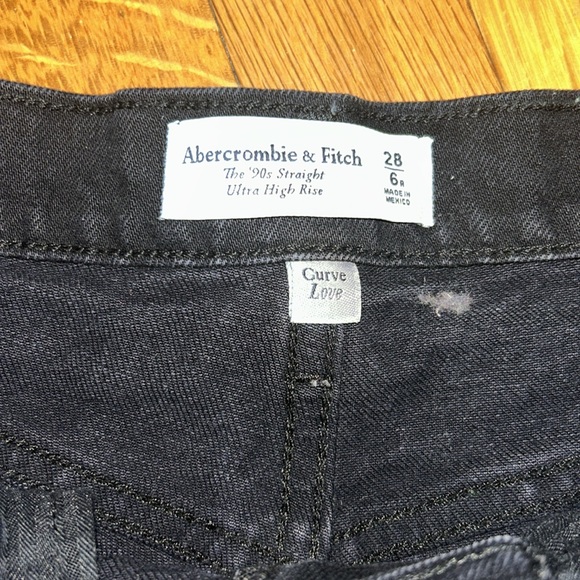 Abercrombie & Fitch
The '90s Straight
Ultra High Rise
28
6R
MADE IN
MEXICO
Curve
Love